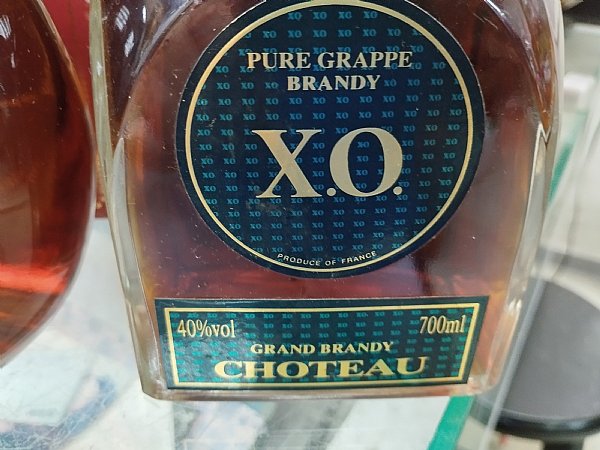 PURE GRAPPE
BRANDY
X.O.
PRODUCE OF FRANCE
40%vol
700ml
GRAND BRANDY
CHOTEAU